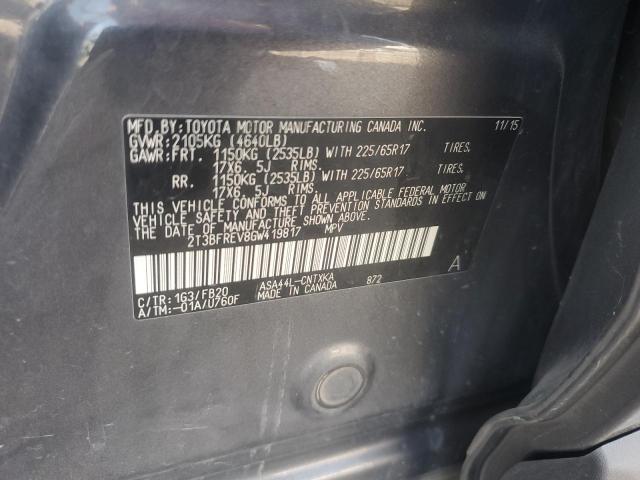 MFD.BY:TOYOTA MOTOR MANUFACTURING CANADA INC. 11/15
GVWR:2105KG (4640LB)
GAWR:FRT. 1150KG (2535LB) WITH 225/65R17 TIRES.
17X6.5J RIMS.
RR. 1150KG (2535LB) WITH 225/65R17 TIRES.
17X6.5J RIMS
THIS VEHICLE CONFORMS TO ALL APPLICABLE FEDERAL MOTOR
VEHICLE SAFETY STANDARDS IN EFFECT ON
THE DATE OF MANUFACTURE SHOWN ABOVE.
2T3BFREV8GW419817 MPV
A
C/TR:1G3/FB20 ASA44L-CNTXKA 872
A/TM:-01A/U760F MADE IN CANADA